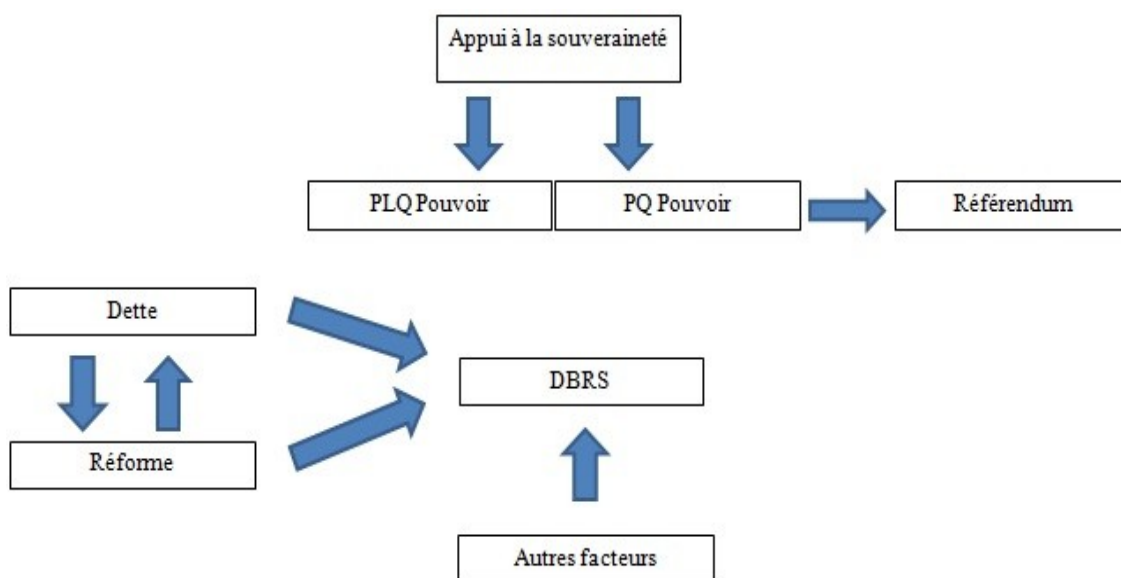 Appui à la souveraineté
PLQ Pouvoir
PQ Pouvoir
Référendum
Dette
DBRS
Réforme
Autres facteurs